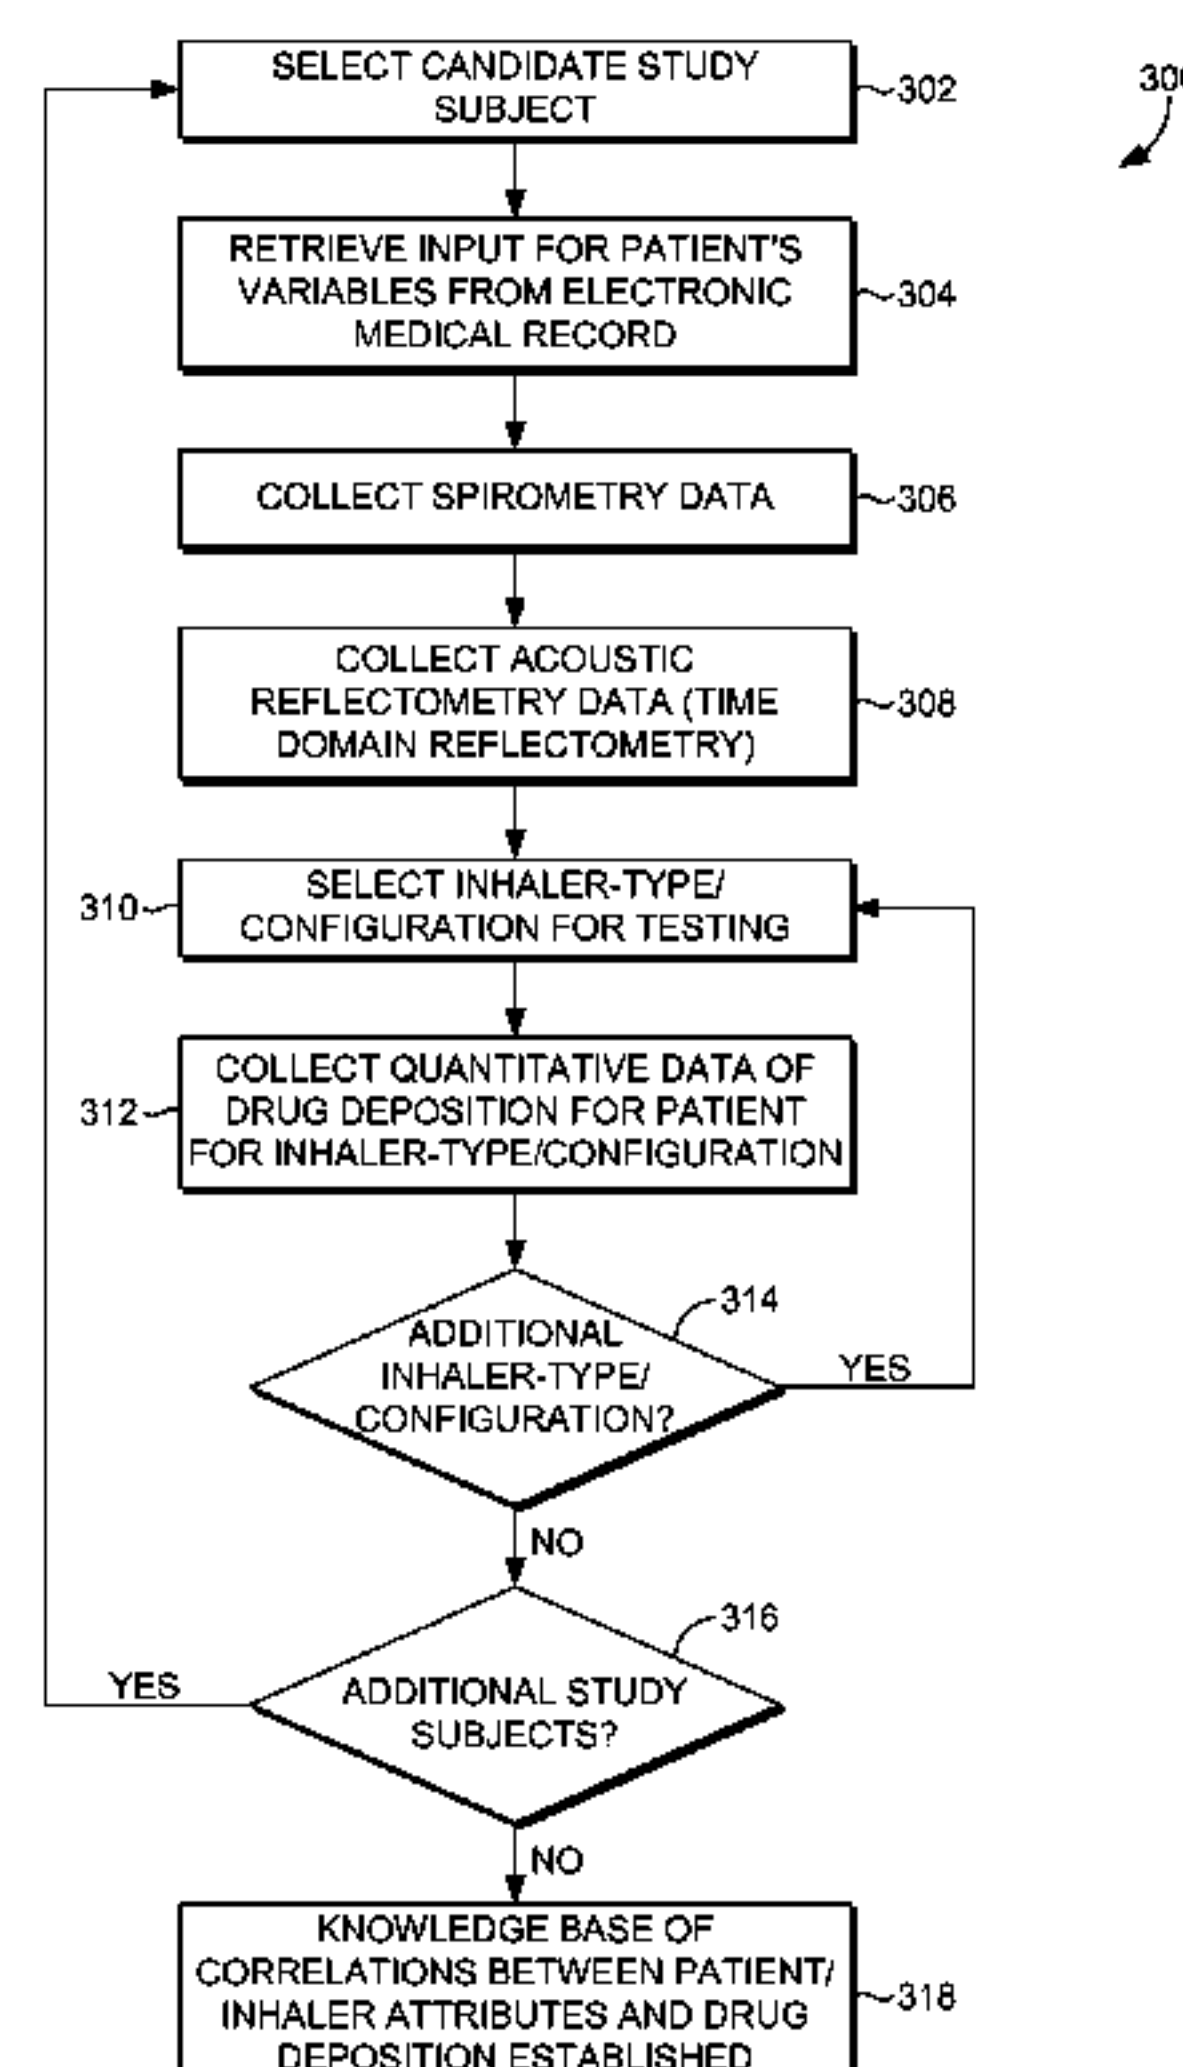 SELECT CANDIDATE STUDY
SUBJECT
302
RETRIEVE INPUT FOR PATIENT'S
VARIABLES FROM ELECTRONIC
MEDICAL RECORD
304
COLLECT SPIROMETRY DATA
306
COLLECT ACOUSTIC
REFLECTOMETRY DATA (TIME
DOMAIN REFLECTOMETRY)
308
310
SELECT INHALER-TYPE/
CONFIGURATION FOR TESTING
312
COLLECT QUANTITATIVE DATA OF
DRUG DEPOSITION FOR PATIENT
FOR INHALER-TYPE/CONFIGURATION
314
ADDITIONAL
INHALER-TYPE/
CONFIGURATION?
YES
NO
316
ADDITIONAL STUDY
SUBJECTS?
YES
NO
KNOWLEDGE BASE OF
CORRELATIONS BETWEEN PATIENT/
INHALER ATTRIBUTES AND DRUG
DEPOSITION ESTABLISHED
318